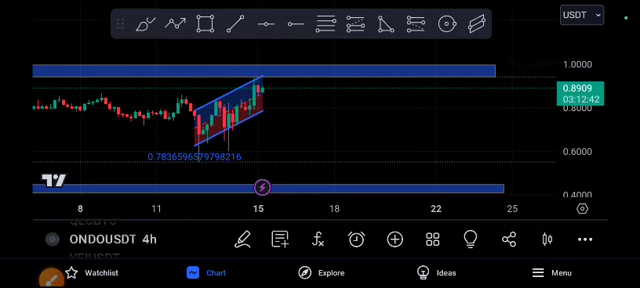 USDT
1.0000
0.8909
03:12:42
0.8000
0.7836596579798216
0.6000
0.4000
8 11 15 18 22 25
ONDOUSDT 4h
Watchlist Chart Explore Ideas Menu